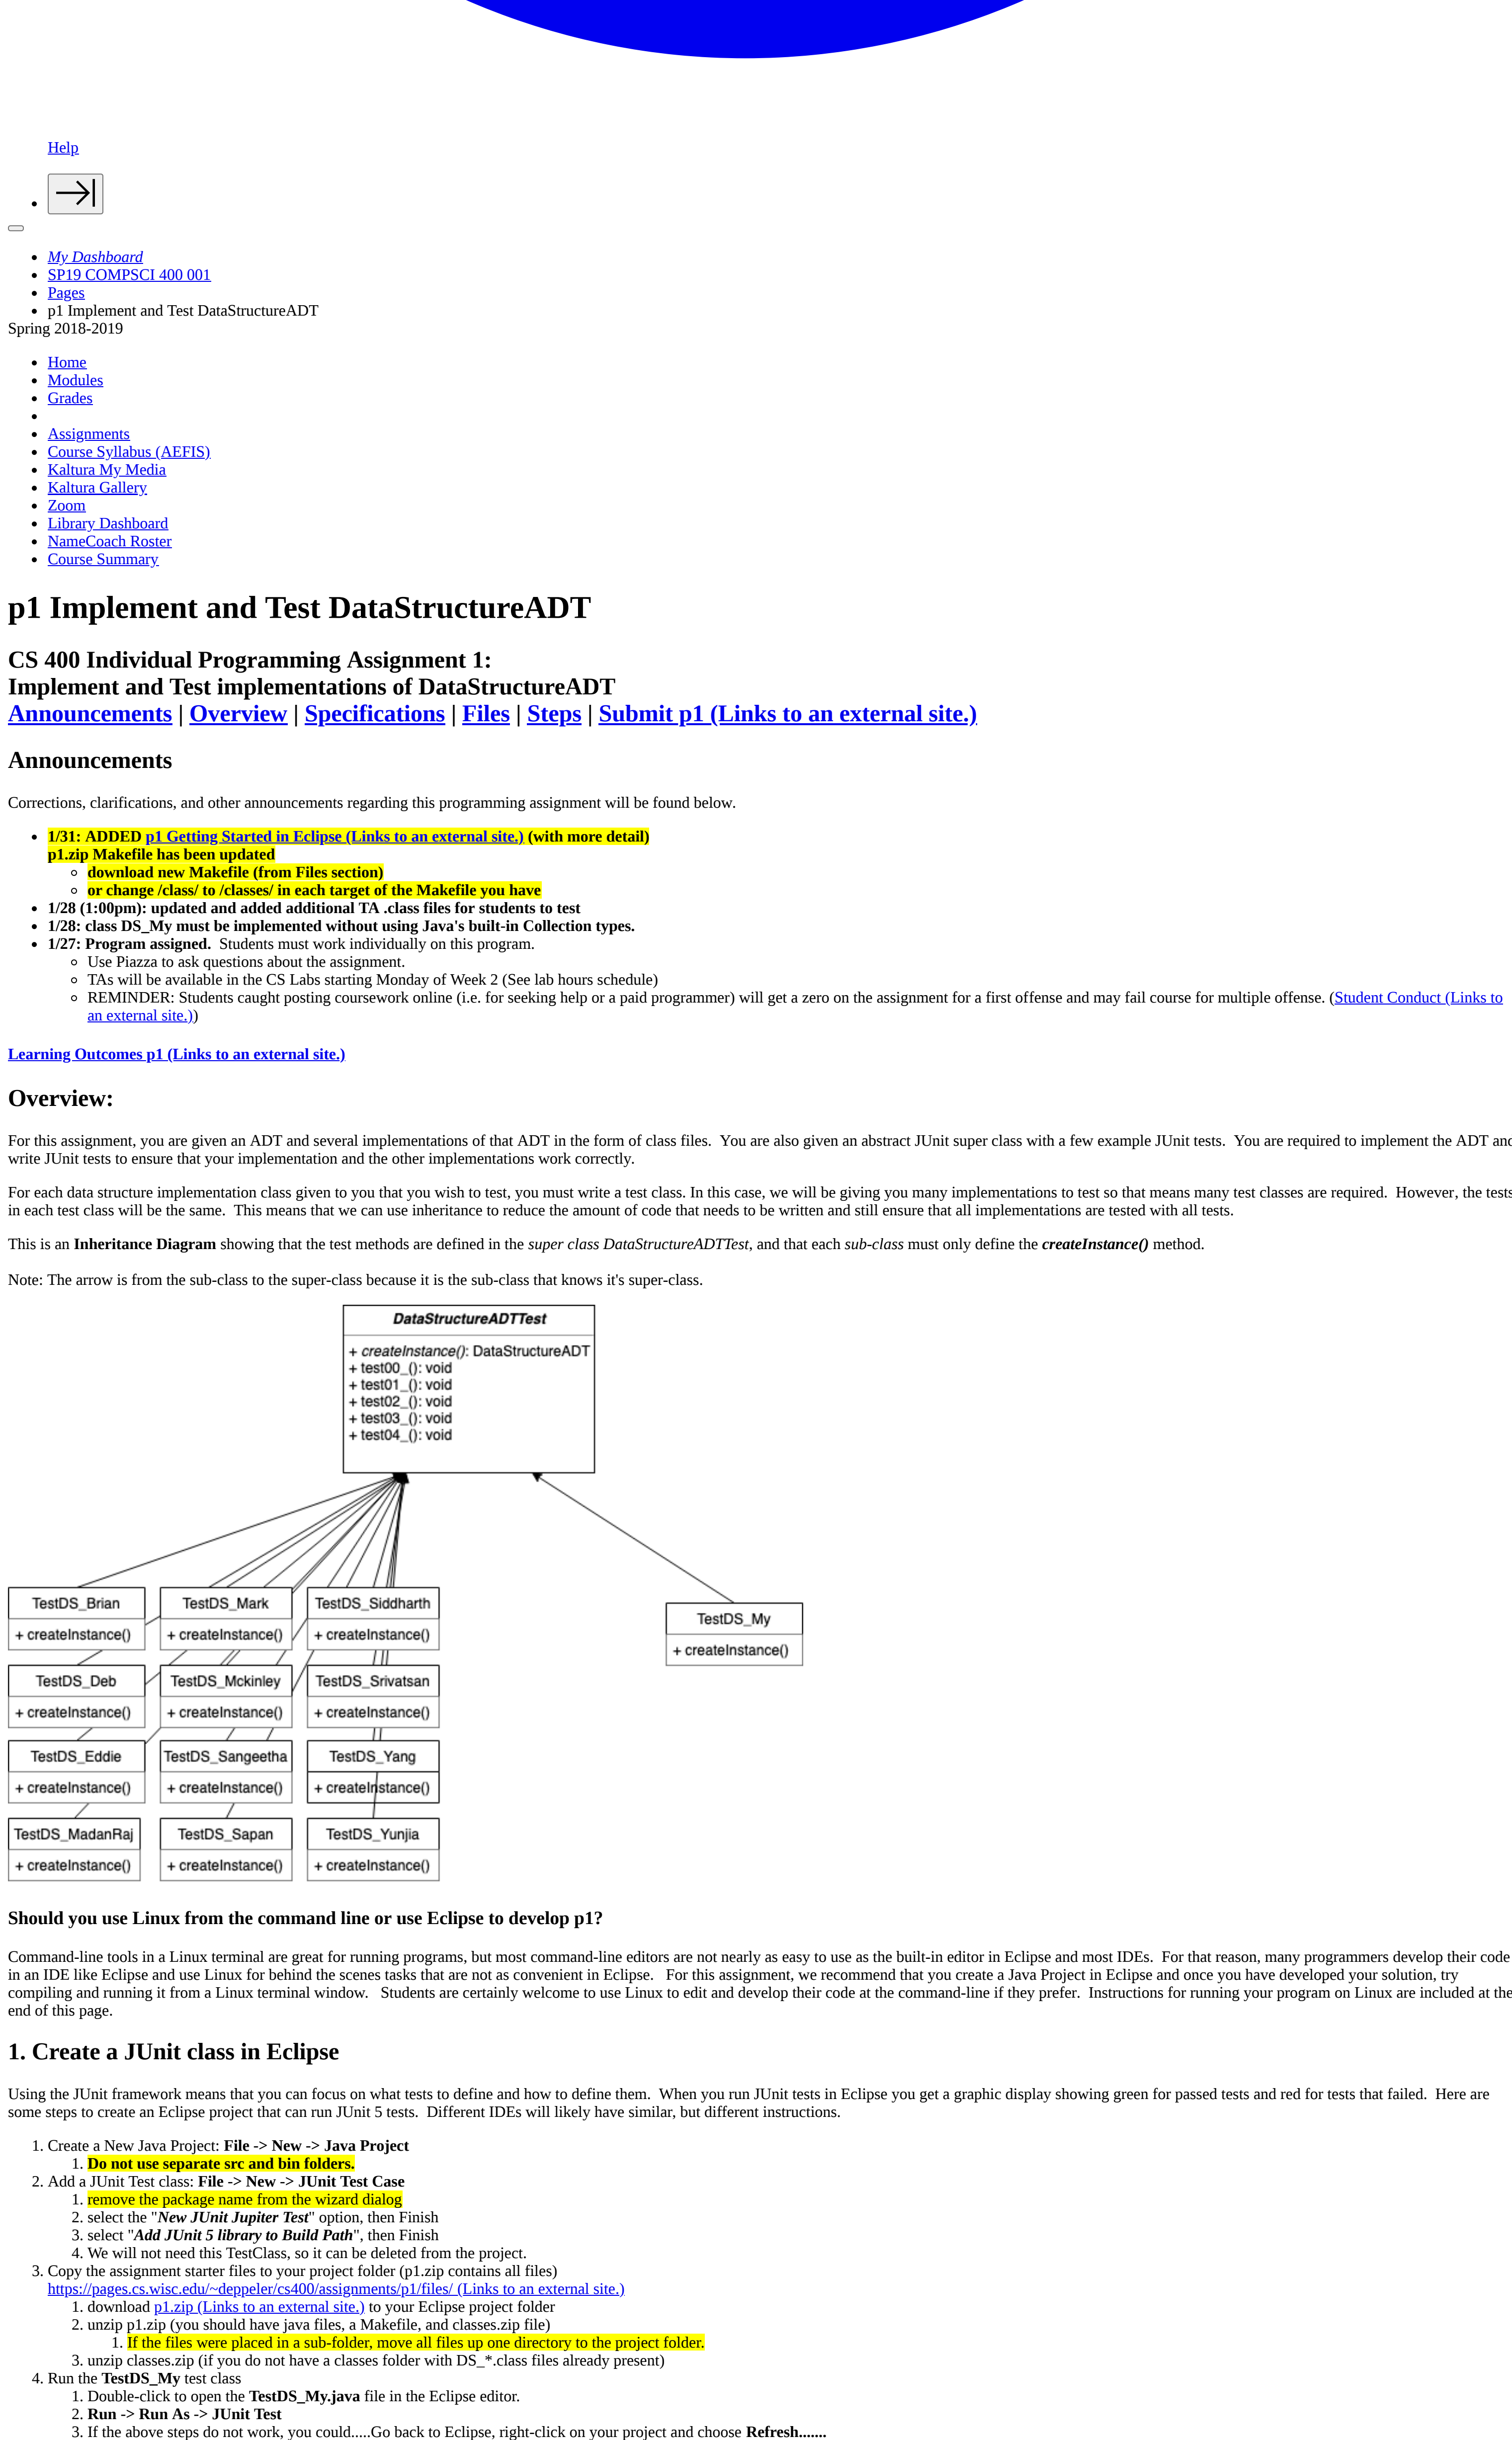 Help
My Dashboard
SP19 COMPSCI 400 001
Pages
p1 Implement and Test DataStructureADT
Spring 2018-2019
Home
Modules
Grades
Assignments
Course Syllabus (AEFIS)
Kaltura My Media
Kaltura Gallery
Zoom
Library Dashboard
NameCoach Roster
Course Summary
p1 Implement and Test DataStructureADT
CS 400 Individual Programming Assignment 1:
Implement and Test implementations of DataStructureADT
Announcements | Overview | Specifications | Files | Steps | Submit p1 (Links to an external site.)
Announcements
Corrections, clarifications, and other announcements regarding this programming assignment will be found below.
1/31: ADDED p1 Getting Started in Eclipse (Links to an external site.) (with more detail)
p1.zip Makefile has been updated
download new Makefile (from Files section)
or change /class/ to /classes/ in each target of the Makefile you have
1/28 (1:00pm): updated and added additional TA .class files for students to test
1/28: class DS_My must be implemented without using Java's built-in Collection types.
1/27: Program assigned.  Students must work individually on this program.
Use Piazza to ask questions about the assignment.
TAs will be available in the CS Labs starting Monday of Week 2 (See lab hours schedule)
REMINDER: Students caught posting coursework online (i.e. for seeking help or a paid programmer) will get a zero on the assignment for a first offense and may fail course for multiple offense. (Student Conduct (Links to
an external site.))
Learning Outcomes p1 (Links to an external site.)
Overview:
For this assignment, you are given an ADT and several implementations of that ADT in the form of class files.  You are also given an abstract JUnit super class with a few example JUnit tests.  You are required to implement the ADT and
write JUnit tests to ensure that your implementation and the other implementations work correctly.
For each data structure implementation class given to you that you wish to test, you must write a test class. In this case, we will be giving you many implementations to test so that means many test classes are required.  However, the tests
in each test class will be the same.  This means that we can use inheritance to reduce the amount of code that needs to be written and still ensure that all implementations are tested with all tests.
This is an Inheritance Diagram showing that the test methods are defined in the super class DataStructureADTTest, and that each sub-class must only define the createInstance() method.
Note: The arrow is from the sub-class to the super-class because it is the sub-class that knows it's super-class.
DataStructureADTTest
+ createInstance(): DataStructureADT
+ test00_(): void
+ test01_(): void
+ test02_(): void
+ test03_(): void
+ test04_(): void
TestDS_Brian
+ createInstance()
TestDS_Mark
+ createInstance()
TestDS_Siddharth
+ createInstance()
TestDS_My
+ createInstance()
TestDS_Deb
+ createInstance()
TestDS_Mckinley
+ createInstance()
TestDS_Srivatsan
+ createInstance()
TestDS_Eddie
+ createInstance()
TestDS_Sangeetha
+ createInstance()
TestDS_Yang
+ createInstance()
TestDS_MadanRaj
+ createInstance()
TestDS_Sapan
+ createInstance()
TestDS_Yunjia
+ createInstance()
Should you use Linux from the command line or use Eclipse to develop p1?
Command-line tools in a Linux terminal are great for running programs, but most command-line editors are not nearly as easy to use as the built-in editor in Eclipse and most IDEs.  For that reason, many programmers develop their code
in an IDE like Eclipse and use Linux for behind the scenes tasks that are not as convenient in Eclipse.   For this assignment, we recommend that you create a Java Project in Eclipse and once you have developed your solution, try
compiling and running it from a Linux terminal window.   Students are certainly welcome to use Linux to edit and develop their code at the command-line if they prefer.  Instructions for running your program on Linux are included at the
end of this page.
1. Create a JUnit class in Eclipse
Using the JUnit framework means that you can focus on what tests to define and how to define them.  When you run JUnit tests in Eclipse you get a graphic display showing green for passed tests and red for tests that failed.  Here are
some steps to create an Eclipse project that can run JUnit 5 tests.  Different IDEs will likely have similar, but different instructions.
1. Create a New Java Project: File -> New -> Java Project
1. Do not use separate src and bin folders.
2. Add a JUnit Test class: File -> New -> JUnit Test Case
1. remove the package name from the wizard dialog
2. select the "New JUnit Jupiter Test" option, then Finish
3. select "Add JUnit 5 library to Build Path", then Finish
4. We will not need this TestClass, so it can be deleted from the project.
3. Copy the assignment starter files to your project folder (p1.zip contains all files)
https://pages.cs.wisc.edu/~deppeler/cs400/assignments/p1/files/ (Links to an external site.)
1. download p1.zip (Links to an external site.) to your Eclipse project folder
2. unzip p1.zip (you should have java files, a Makefile, and classes.zip file)
1. If the files were placed in a sub-folder, move all files up one directory to the project folder.
3. unzip classes.zip (if you do not have a classes folder with DS_*.class files already present)
4. Run the TestDS_My test class
1. Double-click to open the TestDS_My.java file in the Eclipse editor.
2. Run -> Run As -> JUnit Test
3. If the above steps do not work, you could.....Go back to Eclipse, right-click on your project and choose Refresh.......